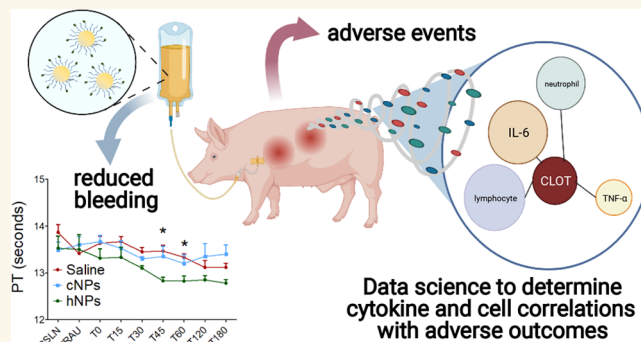 adverse events
neutrophil
IL-6
CLOT
lymphocyte
TNF-α
reduced
bleeding
15
14
13
12
PT (seconds)
* *
Saline
cNPs
hNPs
T0
T15
T30
T45
T60
T120
T180
Data science to determine
cytokine and cell correlations
with adverse outcomes